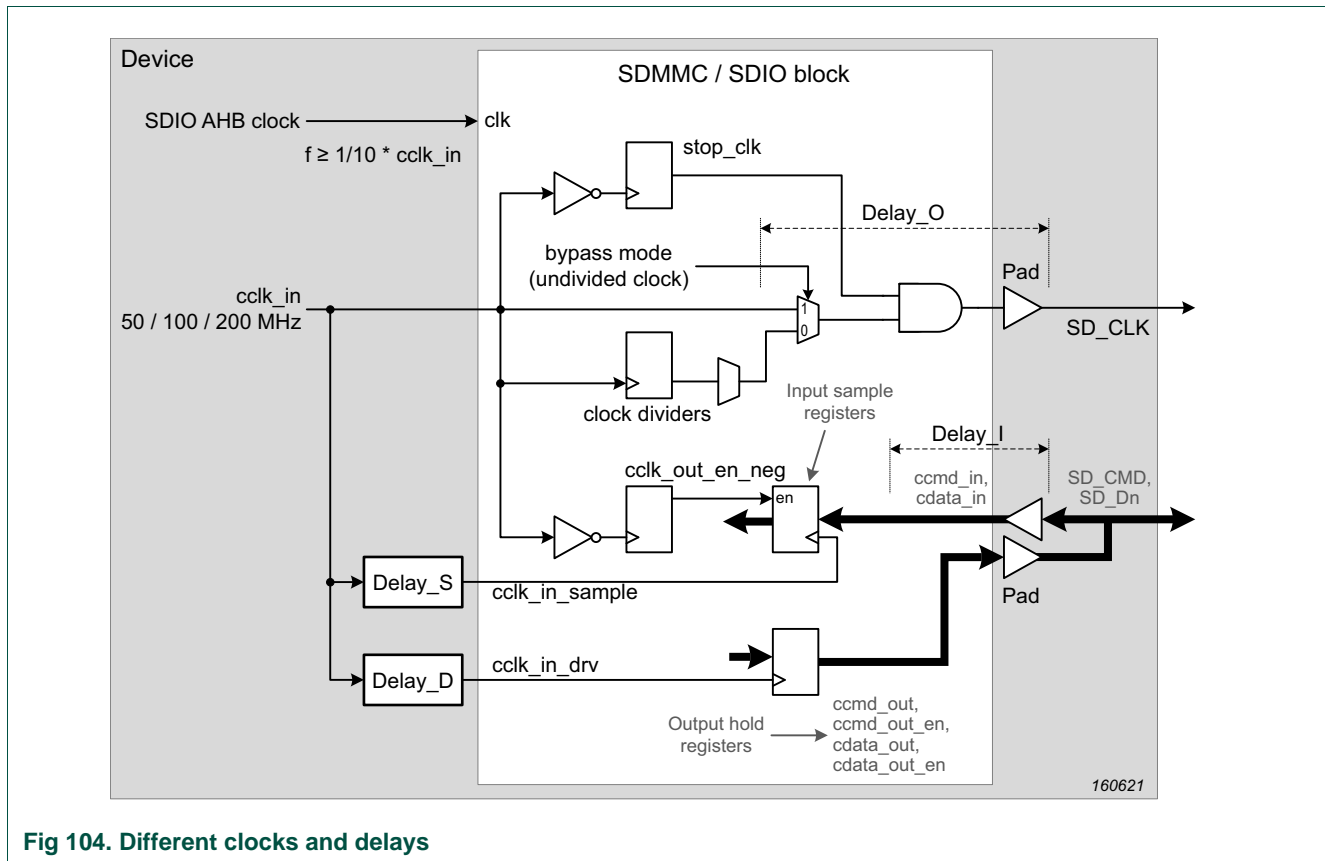 Device
SDMMC / SDIO block
SDIO AHB clock
clk
f ≥ 1/10 * cclk_in
stop_clk
Delay_O
bypass mode
(undivided clock)
Pad
cclk_in
50 / 100 / 200 MHz
1
0
SD_CLK
clock dividers
Input sample
registers
Delay_I
cclk_out_en_neg
en
ccmd_in,
cdata_in
SD_CMD,
SD_Dn
Delay_S
cclk_in_sample
Pad
Delay_D
cclk_in_drv
Output hold
registers
ccmd_out,
ccmd_out_en,
cdata_out,
cdata_out_en
160621
Fig 104. Different clocks and delays